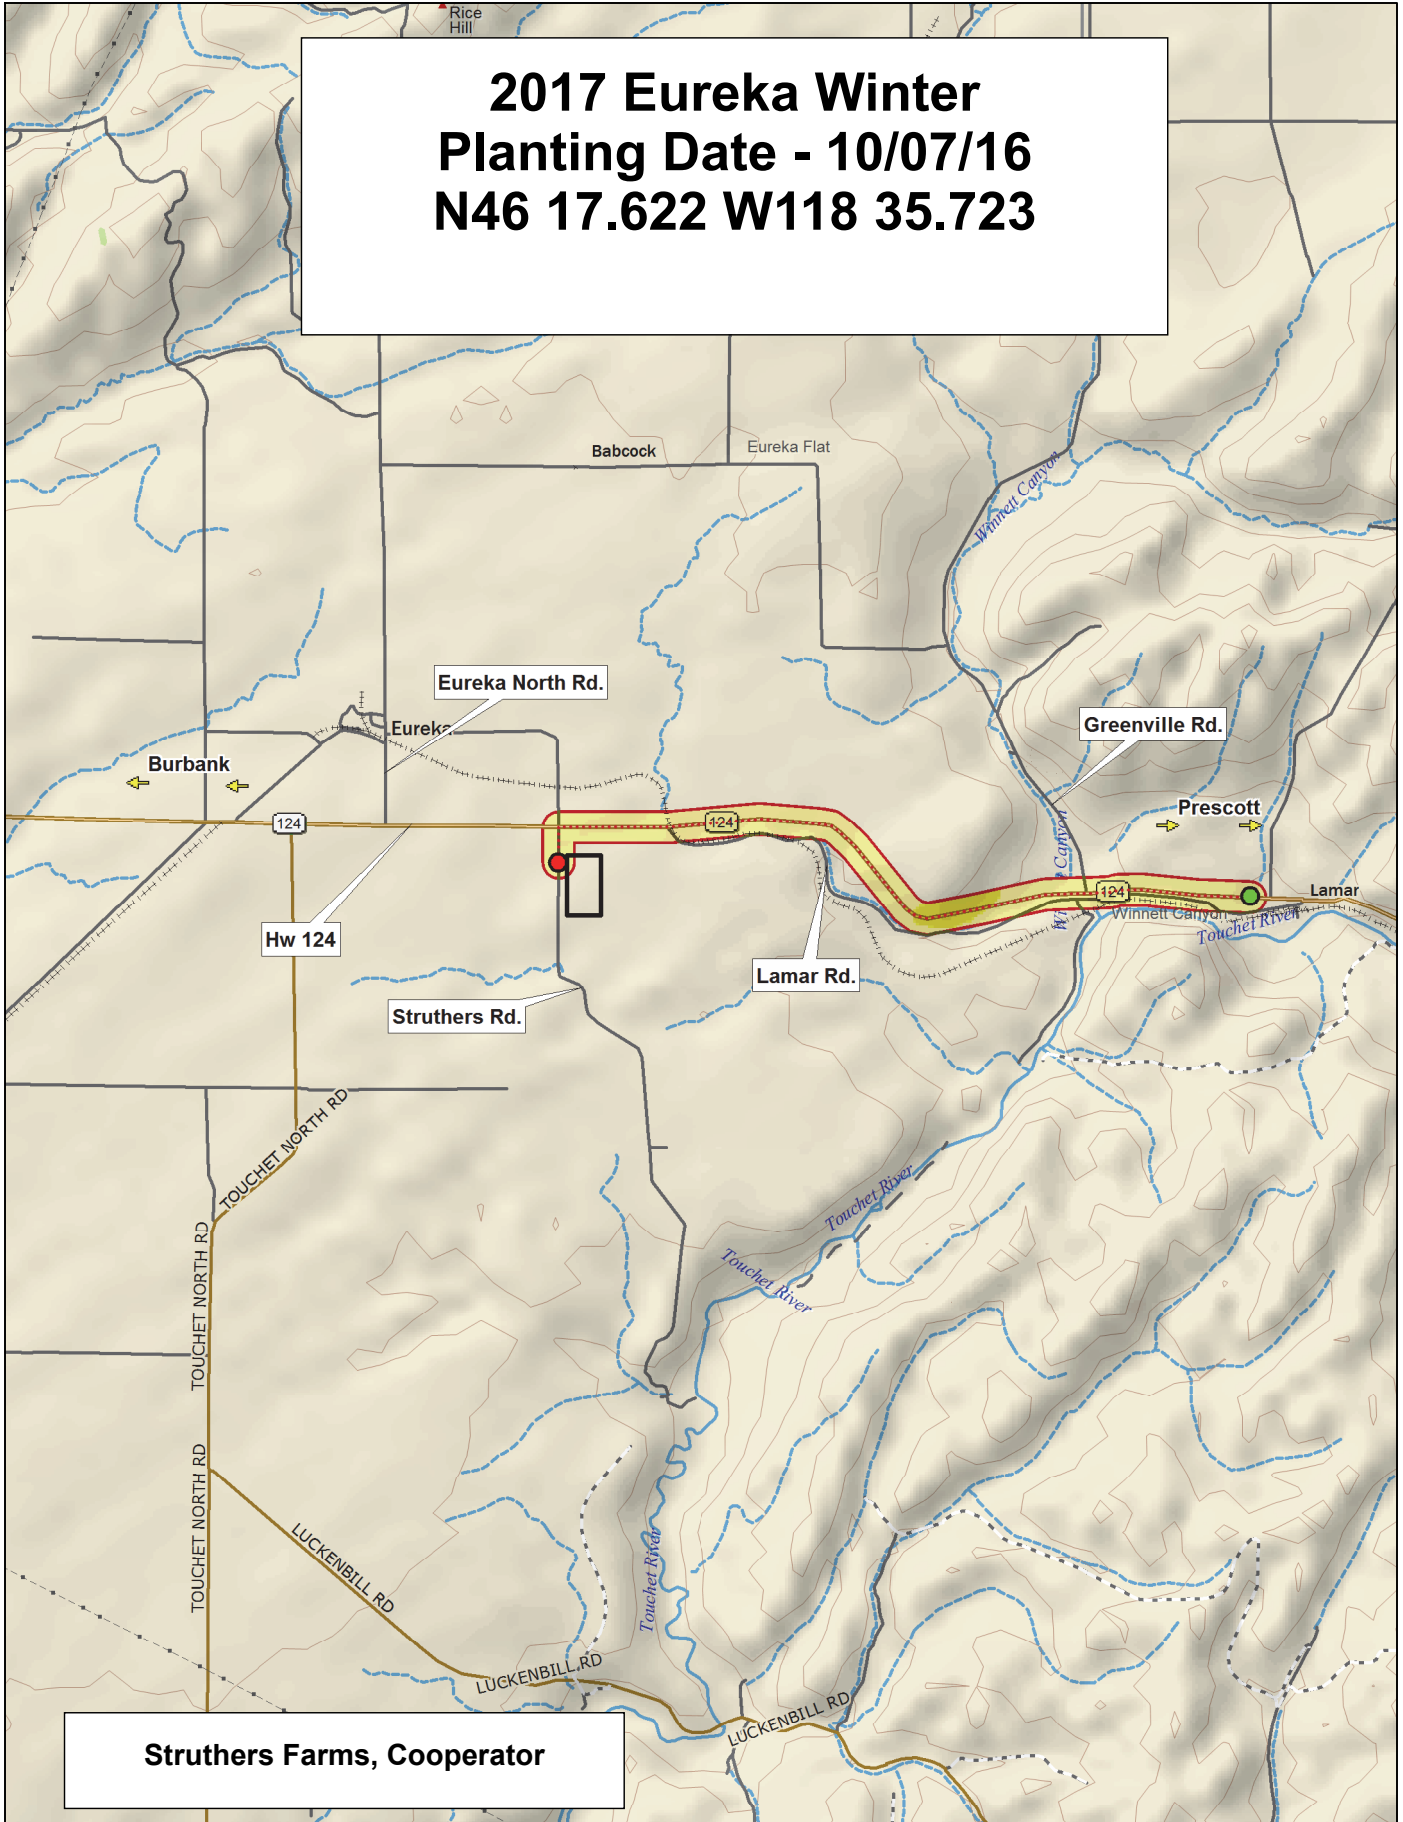 Rice
Hill
2017 Eureka Winter
Planting Date - 10/07/16
N46 17.622 W118 35.723
Babcock
Eureka Flat
Winnett Canyon
Eureka North Rd.
Eureka
Greenville Rd.
Burbank
Prescott
124
124
Canyon
124
Lamar
Winnett Canyon
Touchet River
Hw 124
Lamar Rd.
Struthers Rd.
TOUCHET NORTH RD
Touchet River
Touchet River
TOUCHET NORTH RD
TOUCHET NORTH RD
LUCKENBILL RD
Touchet River
LUCKENBILL RD
LUCKENBILL RD
Struthers Farms, Cooperator